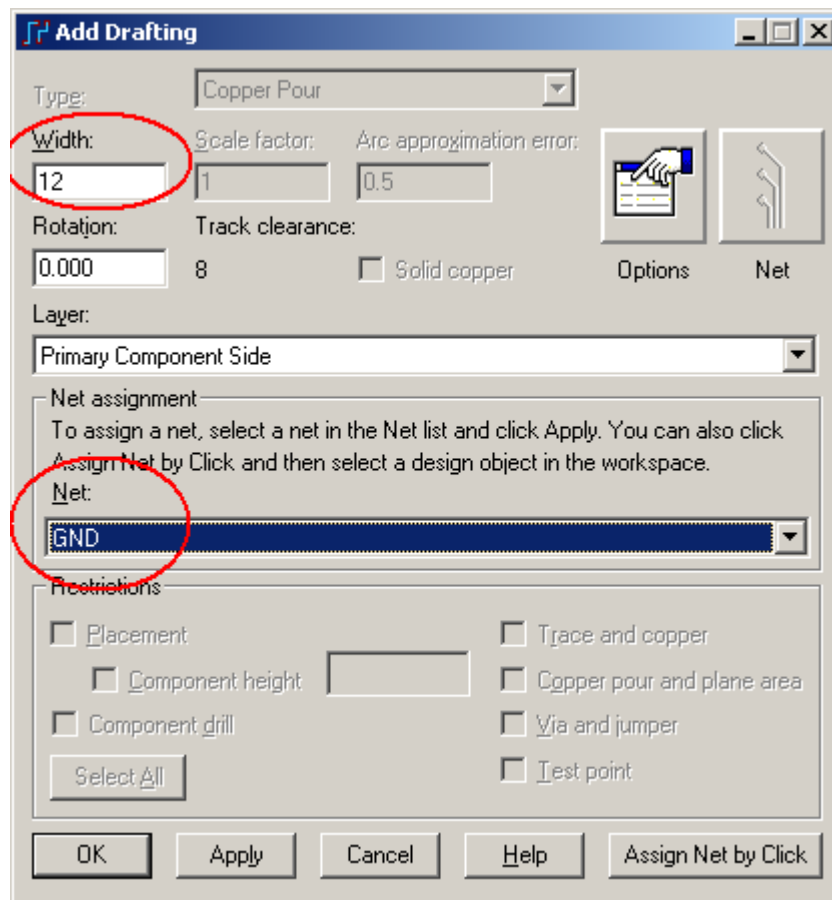 Add Drafting
Type: Copper Pour
Width: Scale factor: Arc approximation error:
12 1 0.5
Rotation: Track clearance:
0.000 8 Solid copper Options Net
Layer:
Primary Component Side
Net assignment
To assign a net, select a net in the Net list and click Apply. You can also click
Assign Net by Click and then select a design object in the workspace.
Net:
GND
Restrictions
Placement Trace and copper
Component height Copper pour and plane area
Component drill Via and jumper
Select All Test point
OK Apply Cancel Help Assign Net by Click